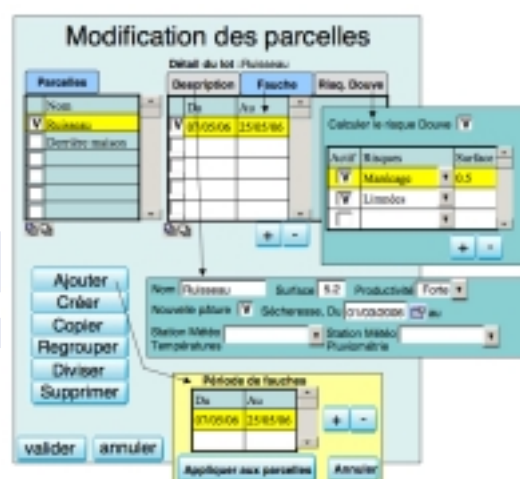 Modification des parcelles
Détail du lot :Ruisseau
Parcelles
Description Fauche Risq. Douve
Nom
V Ruisseau
Derrière maison
Du Au
V 07/05/06 25/05/06
+ -
Calculer le risque Douve V
Actif Risques Surface
V Marécage 0.5
V Limnées
+ -
Ajouter
Créer
Copier
Regrouper
Diviser
Supprimer
Nom Ruisseau Surface 5.2 Productivité Forte
Nouvelle pâture V Sécheresse, Du au
Station Météo Températures
Station Météo Pluviométrie
Période de fauches
Du Au
07/05/06 25/05/06
+ -
Appliquer aux parcelles Annuler
valider annuler